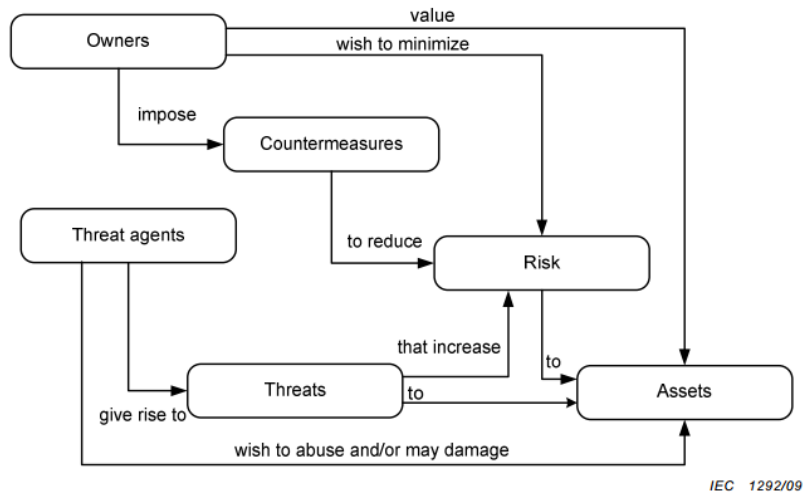 value
Owners
wish to minimize
impose
Countermeasures
Threat agents
to reduce
Risk
that increase
to
Threats
to
Assets
give rise to
wish to abuse and/or may damage
IEC 1292/09